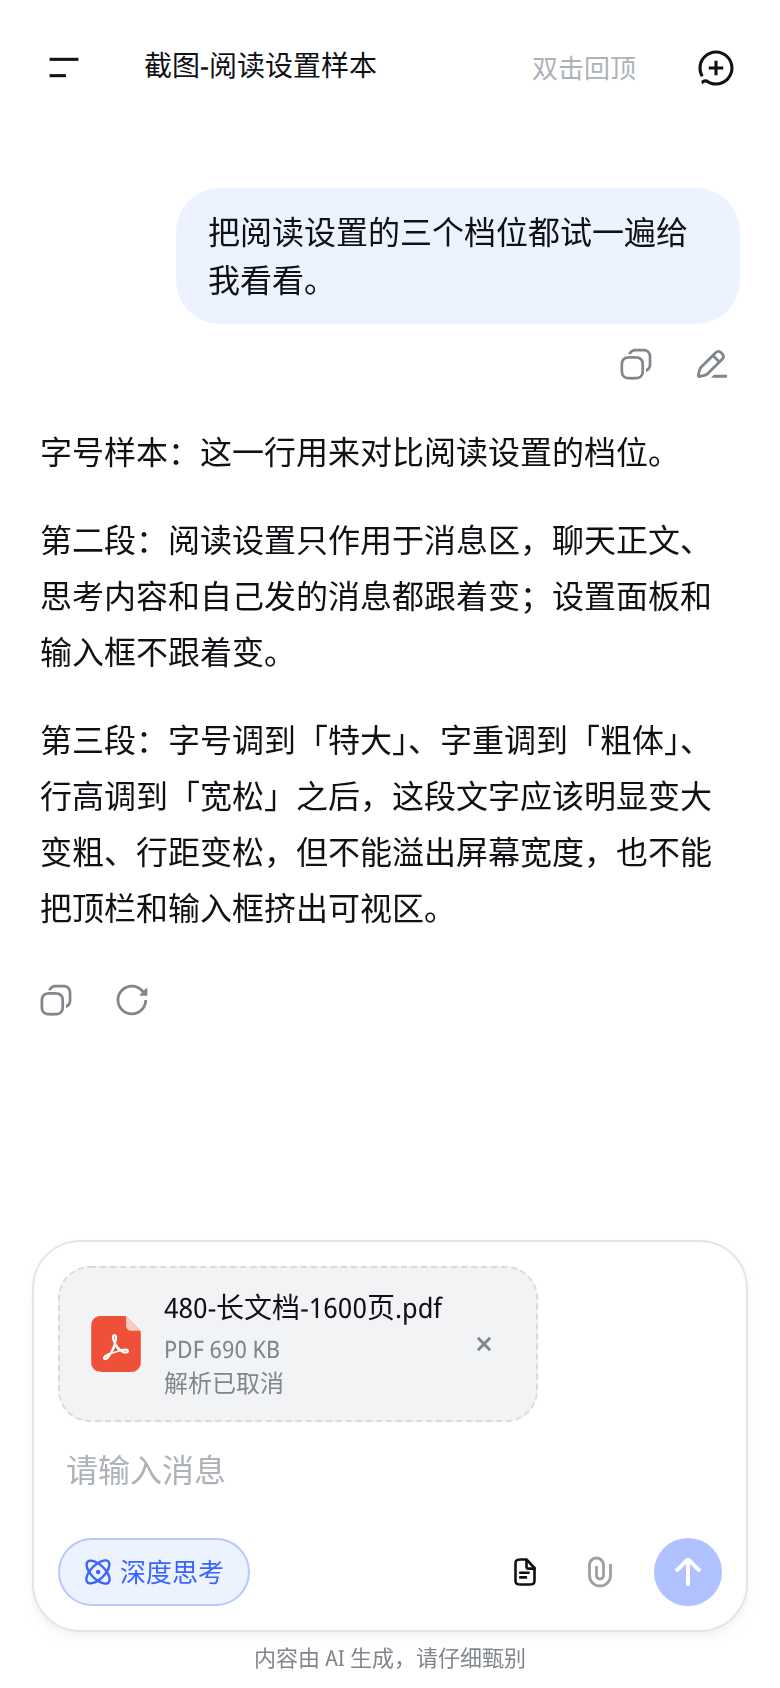 截图-阅读设置样本
双击回顶
把阅读设置的三个档位都试一遍给
我看看。
字号样本：这一行用来对比阅读设置的档位。
第二段：阅读设置只作用于消息区，聊天正文、
思考内容和自己发的消息都跟着变；设置面板和
输入框不跟着变。
第三段：字号调到「特大」、字重调到「粗体」、
行高调到「宽松」之后，这段文字应该明显变大
变粗、行距变松，但不能溢出屏幕宽度，也不能
把顶栏和输入框挤出可视区。
480-长文档-1600页.pdf
PDF 690 KB
解析已取消
请输入消息
深度思考
内容由 AI 生成，请仔细甄别